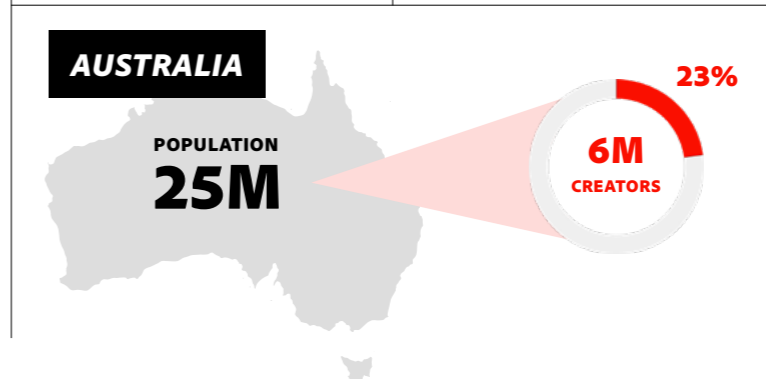 AUSTRALIA
POPULATION
25M
23%
6M
CREATORS